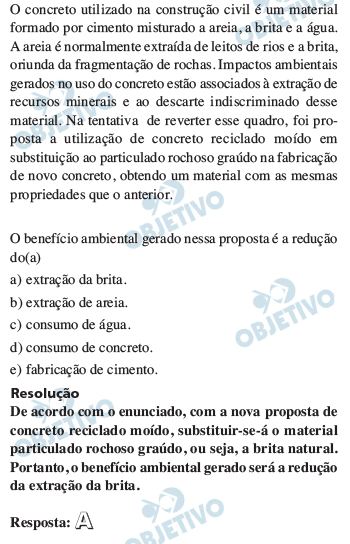 O concreto utilizado na construção civil é um material
formado por cimento misturado a areia, a brita e a água.
A areia é normalmente extraída de leitos de rios e a brita,
oriunda da fragmentação de rochas. Impactos ambientais
gerados no uso do concreto estão associados à extração de
recursos minerais e ao descarte indiscriminado desse
material. Na tentativa de reverter esse quadro, foi pro-
posta a utilização de concreto reciclado moído em
substituição ao particulado rochoso graúdo na fabricação
de novo concreto, obtendo um material com as mesmas
propriedades que o anterior.
O benefício ambiental gerado nessa proposta é a redução
do(a)
a) extração da brita.
b) extração de areia.
c) consumo de água.
d) consumo de concreto.
e) fabricação de cimento.
Resolução
De acordo com o enunciado, com a nova proposta de
concreto reciclado moído, substituir-se-á o material
particulado rochoso graúdo, ou seja, a brita natural.
Portanto, o benefício ambiental gerado será a redução
da extração da brita.
Resposta: A
OBJETIVO
OBJETIVO
OBJETIVO
OBJETIVO
OBJETIVO